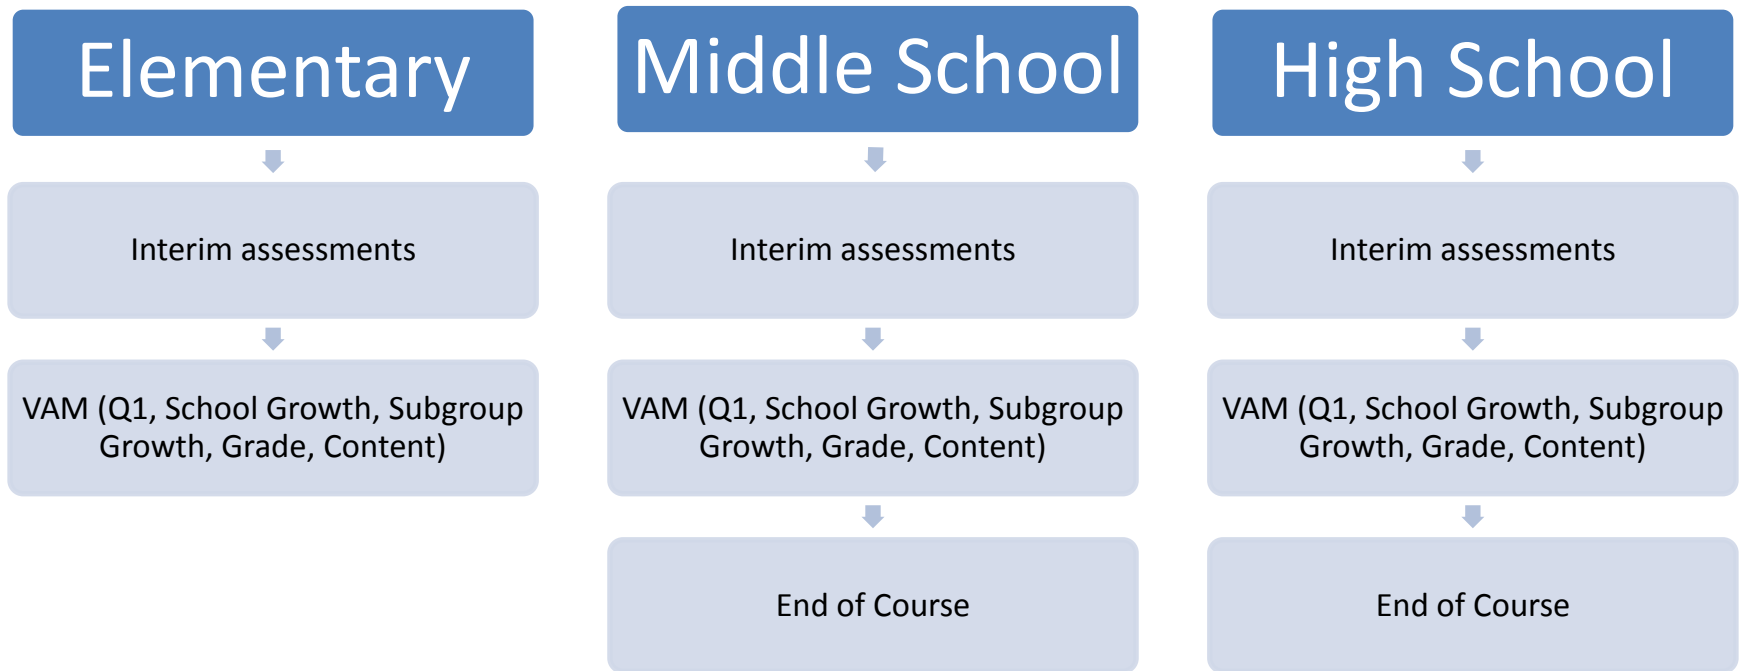 Elementary
Interim assessments
VAM (Q1, School Growth, Subgroup
Growth, Grade, Content)
Middle School
Interim assessments
VAM (Q1, School Growth, Subgroup
Growth, Grade, Content)
End of Course
High School
Interim assessments
VAM (Q1, School Growth, Subgroup
Growth, Grade, Content)
End of Course